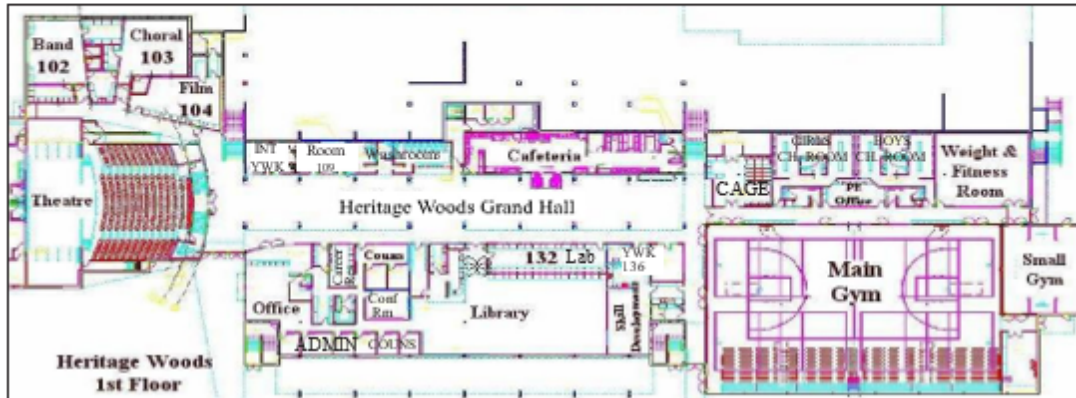 Band
102
Choral
103
Film
104
INT
YWK
Room
109
Washrooms
Cafeteria
GIRLS
CH. ROOM
BOYS
CH. ROOM
Weight &
Fitness
Room
CAGE
PE
Office
Theatre
Heritage Woods Grand Hall
Office
Career
Couns
Conf
Rm
132 Lab
YWK
136
Library
Skill
Development
Main
Gym
Small
Gym
ADMIN
COUNS.
Heritage Woods
1st Floor